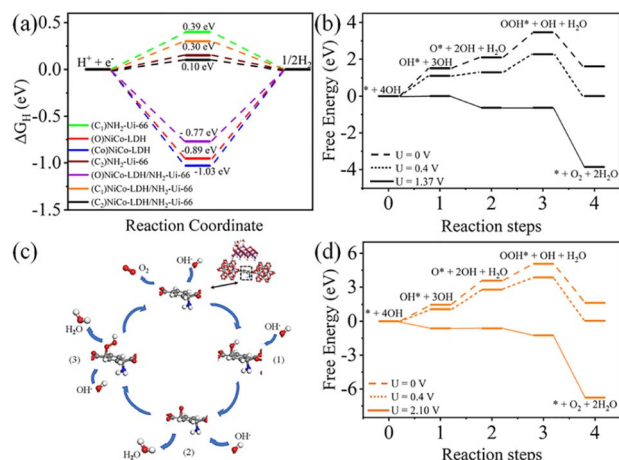 (a)
0.39 eV
H⁺ + e⁻
0.30 eV
0.10 eV
1/2H₂
- 0.77 eV
-0.89 eV
-1.03 eV
(C₁)NH₂-Ui-66
(O)NiCo-LDH
(Co)NiCo-LDH
(C₂)NH₂-Ui-66
(O)NiCo-LDH/NH₂-Ui-66
(C₁)NiCo-LDH/NH₂-Ui-66
(C₂)NiCo-LDH/NH₂-Ui-66
0.5
0.0
-0.5
-1.0
-1.5
ΔG_H (eV)
Reaction Coordinate
(b)
OOH* + OH + H₂O
O* + 2OH + H₂O
OH* + 3OH
* + 4OH
U = 0 V
U = 0.4 V
U = 1.37 V
* + O₂ + 2H₂O
4
2
0
-2
-4
Free Energy (eV)
0 1 2 3 4
Reaction steps
(c)
O₂
OH⁻
H₂O
(3)
OH⁻
(1)
OH⁻
H₂O
(2)
OH⁻
(d)
OOH* + OH + H₂O
O* + 2OH + H₂O
OH* + 3OH
* + 4OH
U = 0 V
U = 0.4 V
U = 2.10 V
* + O₂ + 2H₂O
6
3
0
-3
-6
Free Energy (eV)
0 1 2 3 4
Reaction steps